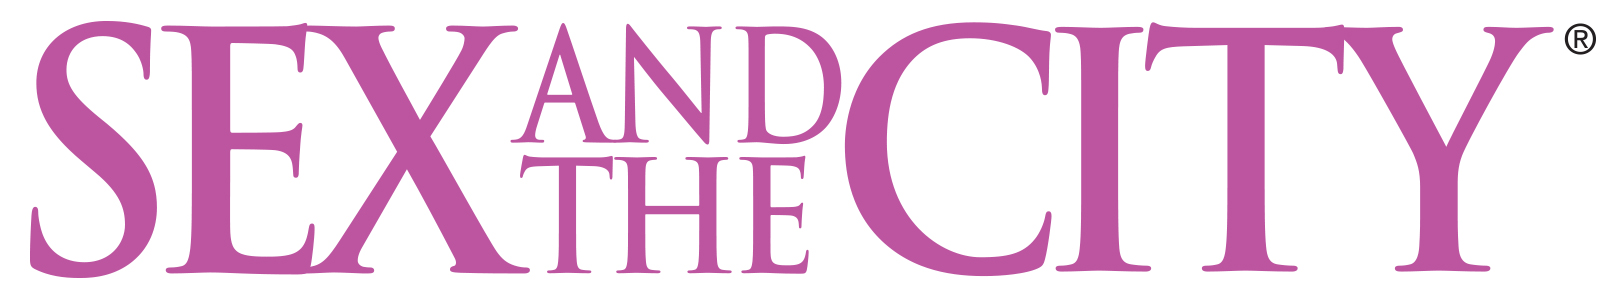 SEX AND THE CITY®